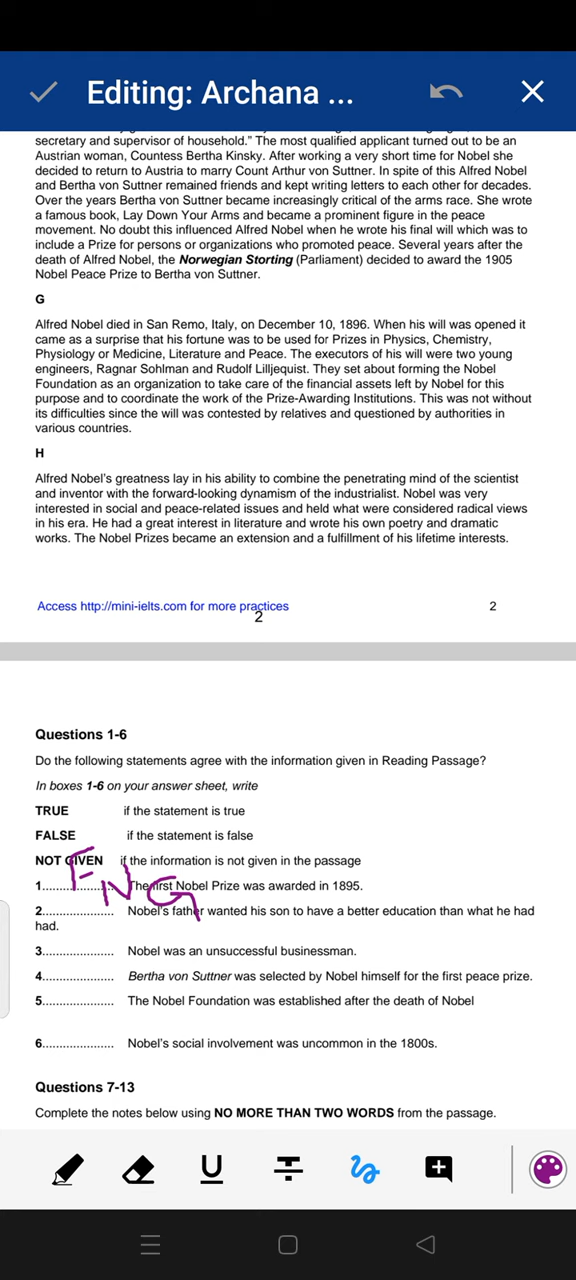 Editing: Archana ...
secretary and supervisor of household." The most qualified applicant turned out to be an
Austrian woman, Countess Bertha Kinsky. After working a very short time for Nobel she
decided to return to Austria to marry Count Arthur von Suttner. In spite of this Alfred Nobel
and Bertha von Suttner remained friends and kept writing letters to each other for decades.
Over the years Bertha von Suttner became increasingly critical of the arms race. She wrote
a famous book, Lay Down Your Arms and became a prominent figure in the peace
movement. No doubt this influenced Alfred Nobel when he wrote his final will which was to
include a Prize for persons or organizations who promoted peace. Several years after the
death of Alfred Nobel, the Norwegian Storting (Parliament) decided to award the 1905
Nobel Peace Prize to Bertha von Suttner.
G
Alfred Nobel died in San Remo, Italy, on December 10, 1896. When his will was opened it
came as a surprise that his fortune was to be used for Prizes in Physics, Chemistry,
Physiology or Medicine, Literature and Peace. The executors of his will were two young
engineers, Ragnar Sohlman and Rudolf Lilljequist. They set about forming the Nobel
Foundation as an organization to take care of the financial assets left by Nobel for this
purpose and to coordinate the work of the Prize-Awarding Institutions. This was not without
its difficulties since the will was contested by relatives and questioned by authorities in
various countries.
H
Alfred Nobel's greatness lay in his ability to combine the penetrating mind of the scientist
and inventor with the forward-looking dynamism of the industrialist. Nobel was very
interested in social and peace-related issues and held what were considered radical views
in his era. He had a great interest in literature and wrote his own poetry and dramatic
works. The Nobel Prizes became an extension and a fulfillment of his lifetime interests.
Access http://mini-ielts.com for more practices 2
2
Questions 1-6
Do the following statements agree with the information given in Reading Passage?
In boxes 1-6 on your answer sheet, write
TRUE if the statement is true
FALSE if the statement is false
NOT GIVEN if the information is not given in the passage
F
1..................... The first Nobel Prize was awarded in 1895.
NG
2..................... Nobel's father wanted his son to have a better education than what he had
had.
3..................... Nobel was an unsuccessful businessman.
4..................... Bertha von Suttner was selected by Nobel himself for the first peace prize.
5..................... The Nobel Foundation was established after the death of Nobel
6..................... Nobel's social involvement was uncommon in the 1800s.
Questions 7-13
Complete the notes below using NO MORE THAN TWO WORDS from the passage.